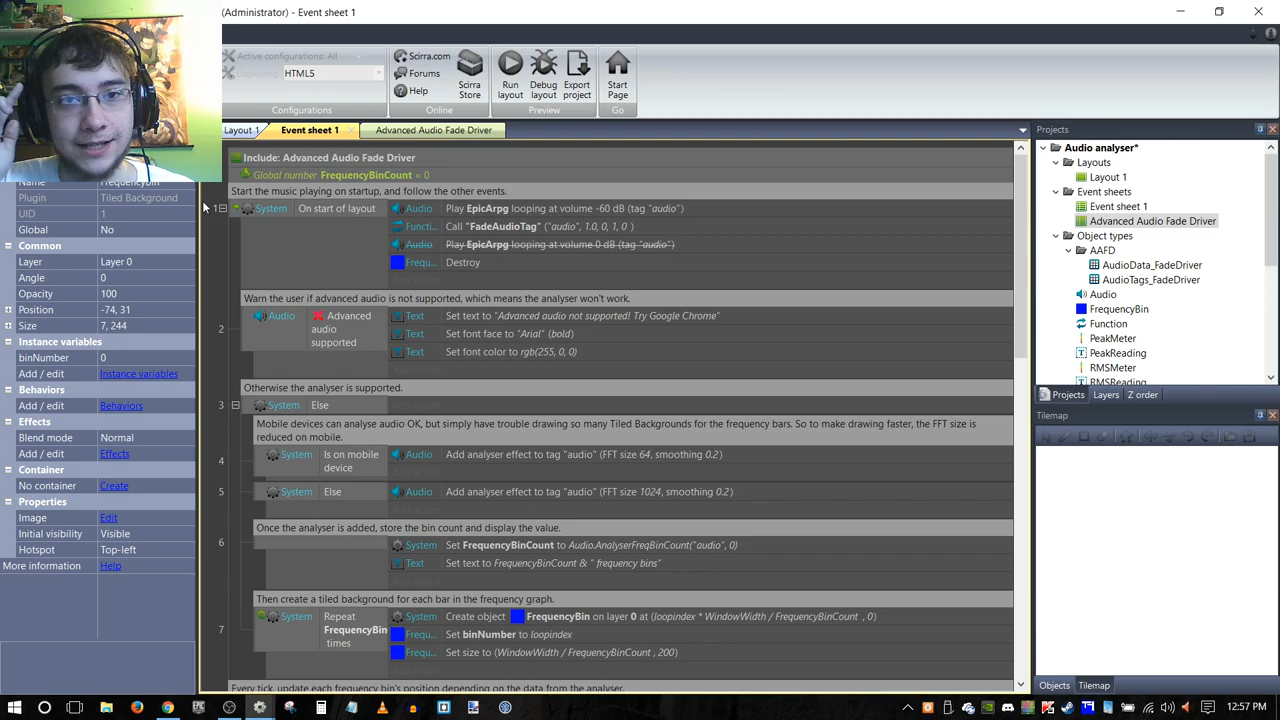 (Administrator) - Event sheet 1
Active configurations: All
Displaying: HTML5
Configurations
Scirra.com
Forums
Help
Scirra Store
Online
Run layout
Debug layout
Export project
Preview
Start Page
Go
Layout 1
Event sheet 1
Advanced Audio Fade Driver
Name FrequencyBin
Plugin Tiled Background
UID 1
Global No
Common
Layer Layer 0
Angle 0
Opacity 100
Position -74, 31
Size 7, 244
Instance variables
binNumber 0
Add / edit Instance variables
Behaviors
Add / edit Behaviors
Effects
Blend mode Normal
Add / edit Effects
Container
No container Create
Properties
Image Edit
Initial visibility Visible
Hotspot Top-left
More information Help
Include: Advanced Audio Fade Driver
Global number FrequencyBinCount = 0
Start the music playing on startup, and follow the other events.
1 System On start of layout
Audio Play EpicArpg looping at volume -60 dB (tag "audio")
Functi... Call "FadeAudioTag" ("audio", 1.0, 0, 1, 0 )
Audio Play EpicArpg looping at volume 0 dB (tag "audio")
Frequ... Destroy
Warn the user if advanced audio is not supported, which means the analyser won't work.
2 Audio Advanced audio supported
Text Set text to "Advanced audio not supported! Try Google Chrome"
Text Set font face to "Arial" (bold)
Text Set font color to rgb(255, 0, 0)
Otherwise the analyser is supported.
3 System Else
Mobile devices can analyse audio OK, but simply have trouble drawing so many Tiled Backgrounds for the frequency bars. So to make drawing faster, the FFT size is
reduced on mobile.
4 System Is on mobile device
Audio Add analyser effect to tag "audio" (FFT size 64, smoothing 0.2 )
5 System Else
Audio Add analyser effect to tag "audio" (FFT size 1024, smoothing 0.2 )
Once the analyser is added, store the bin count and display the value.
6 System Set FrequencyBinCount to Audio.AnalyserFreqBinCount("audio", 0)
Text Set text to FrequencyBinCount & " frequency bins"
Then create a tiled background for each bar in the frequency graph.
7 System Repeat FrequencyBin times
System Create object FrequencyBin on layer 0 at (loopindex * WindowWidth / FrequencyBinCount , 0)
Frequ... Set binNumber to loopindex
Frequ... Set size to (WindowWidth / FrequencyBinCount , 200)
Every tick, update each frequency bin's position depending on the data from the analyser.
Projects
Audio analyser*
Layouts
Layout 1
Event sheets
Event sheet 1
Advanced Audio Fade Driver
Object types
AAFD
AudioData_FadeDriver
AudioTags_FadeDriver
Audio
FrequencyBin
Function
PeakMeter
PeakReading
RMSMeter
RMSReading
Projects Layers Z order
Tilemap
Objects Tilemap
12:57 PM